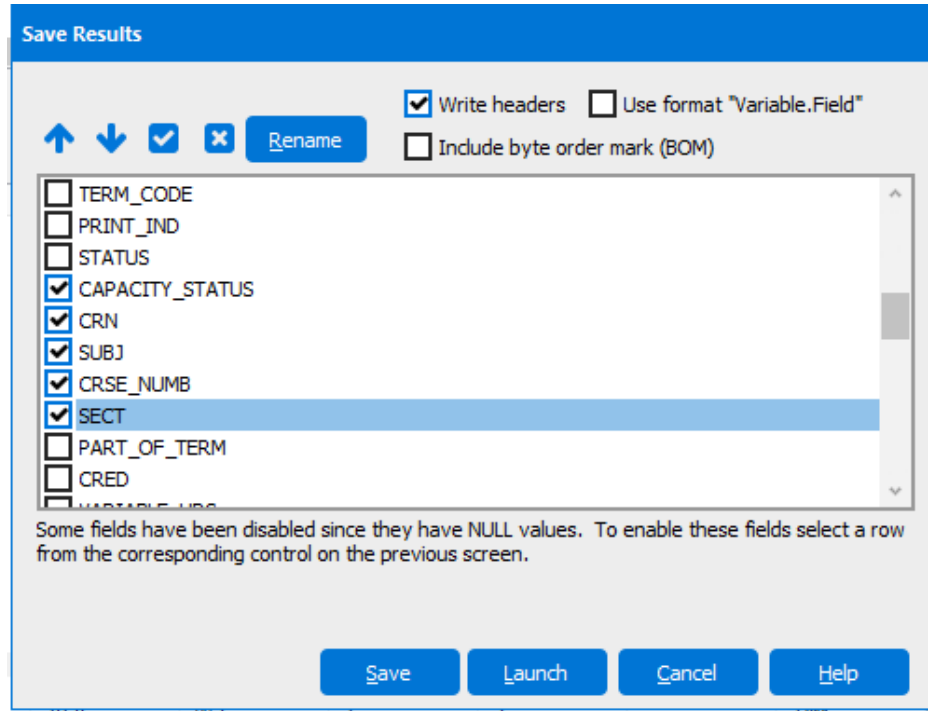 Save Results
Write headers Use format "Variable.Field"
Rename
Include byte order mark (BOM)
TERM_CODE
PRINT_IND
STATUS
CAPACITY_STATUS
CRN
SUBJ
CRSE_NUMB
SECT
PART_OF_TERM
CRED
Some fields have been disabled since they have NULL values. To enable these fields select a row
from the corresponding control on the previous screen.
Save Launch Cancel Help